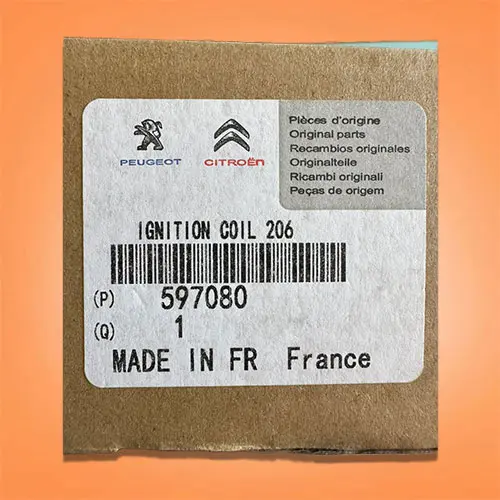 PEUGEOT
CITROËN
Pièces d'origine
Original parts
Recambios originales
Originalteile
Ricambi originali
Peças de origem
IGNITION COIL 206
(P) 597080
(Q) 1
MADE IN FR France